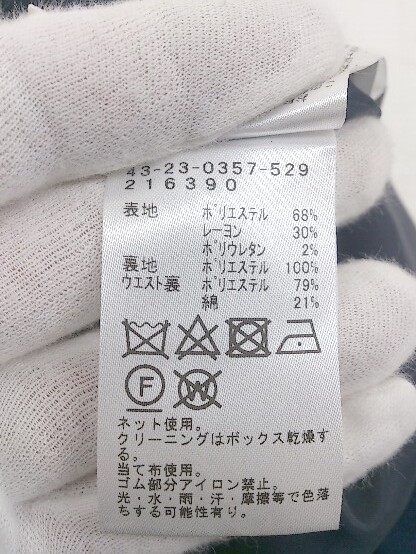 43-23-0357-529
216390
表地 ポリエステル 68%
レーヨン 30%
ポリウレタン 2%
裏地 ポリエステル 100%
ウエスト裏 ポリエステル 79%
綿 21%
F W
ネット使用。
クリーニングはボックス乾燥す
る。
当て布使用。
ゴム部分アイロン禁止。
光・水・雨・汗・摩擦等で色落
ちする可能性有り。